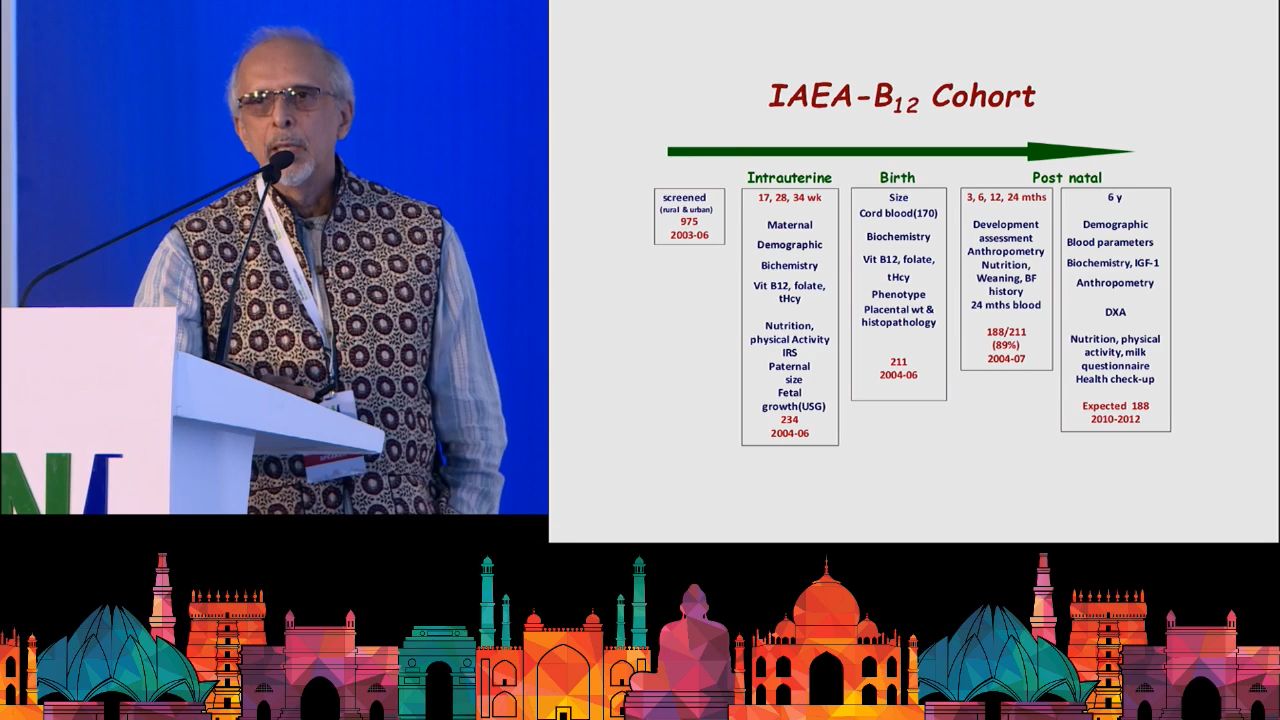 IAEA-B12 Cohort
Intrauterine
Birth
Post natal
screened
(rural & urban)
975
2003-06
17, 28, 34 wk
Maternal
Demographic
Bichemistry
Vit B12, folate,
tHcy
Nutrition,
physical Activity
IRS
Paternal
size
Fetal
growth(USG)
234
2004-06
Size
Cord blood(170)
Biochemistry
Vit B12, folate,
tHcy
Phenotype
Placental wt &
histopathology
211
2004-06
3, 6, 12, 24 mths
Development
assessment
Anthropometry
Nutrition,
Weaning, BF
history
24 mths blood
188/211
(89%)
2004-07
6 y
Demographic
Blood parameters
Biochemistry, IGF-1
Anthropometry
DXA
Nutrition, physical
activity, milk
questionnaire
Health check-up
Expected 188
2010-2012